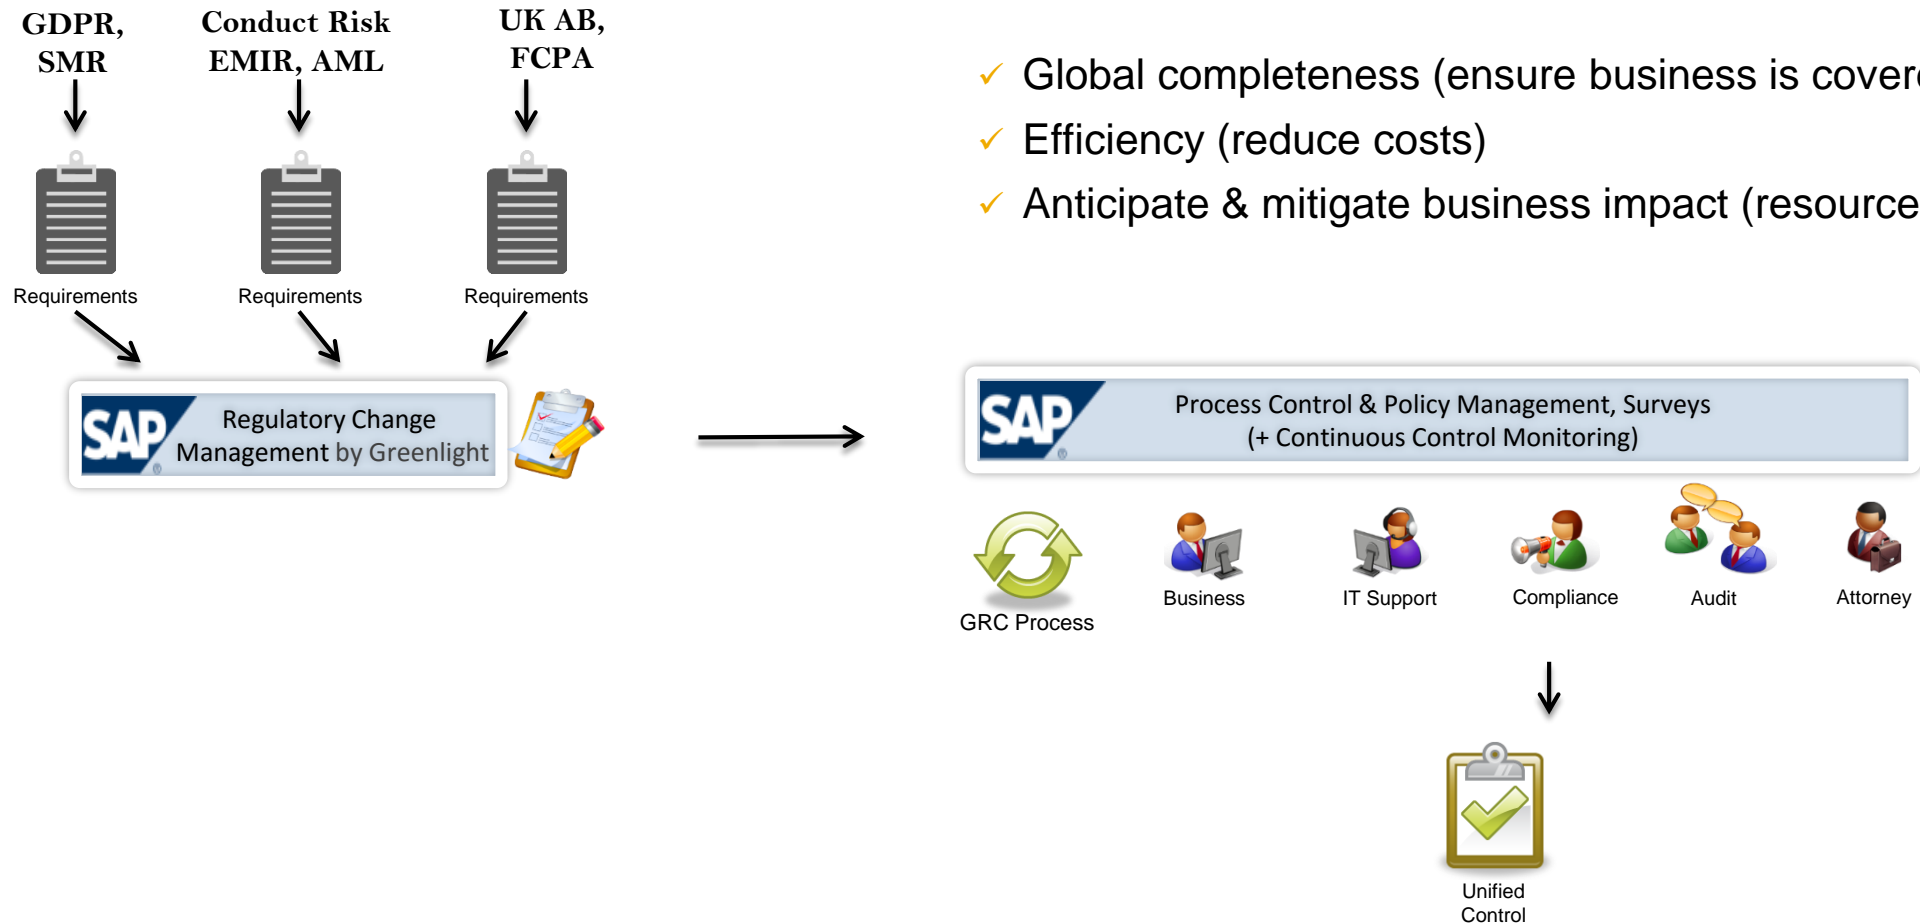 GDPR,
SMR
Conduct Risk
EMIR, AML
UK AB,
FCPA
Requirements
Requirements
Requirements
SAP
Regulatory Change
Management by Greenlight
✓ Global completeness (ensure business is covere
✓ Efficiency (reduce costs)
✓ Anticipate & mitigate business impact (resource
SAP
Process Control & Policy Management, Surveys
(+ Continuous Control Monitoring)
GRC Process
Business
IT Support
Compliance
Audit
Attorney
Unified
Control